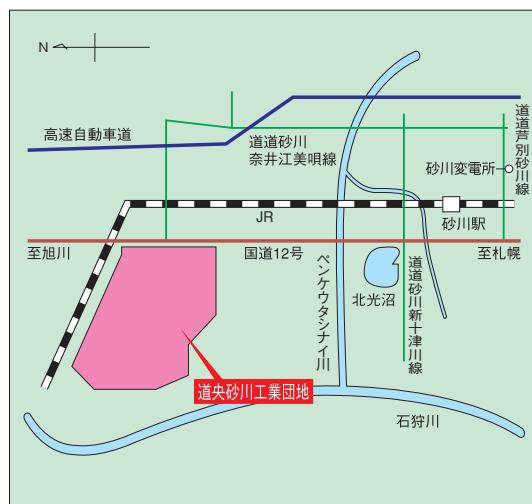 N
高速自動車道
道道砂川
奈井江美唄線
道道芦別砂川線
砂川変電所
JR
砂川駅
至旭川
国道12号
至札幌
ペンケウタシナイ川
北光沼
道道砂川新十津川線
道央砂川工業団地
石狩川